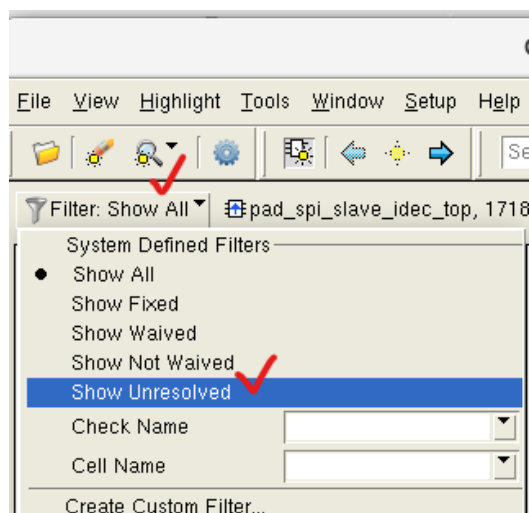 File View Highlight Tools Window Setup Help
Filter: Show All pad_spi_slave_idec_top, 1718
System Defined Filters
Show All
Show Fixed
Show Waived
Show Not Waived
Show Unresolved
Check Name
Cell Name
Create Custom Filter...